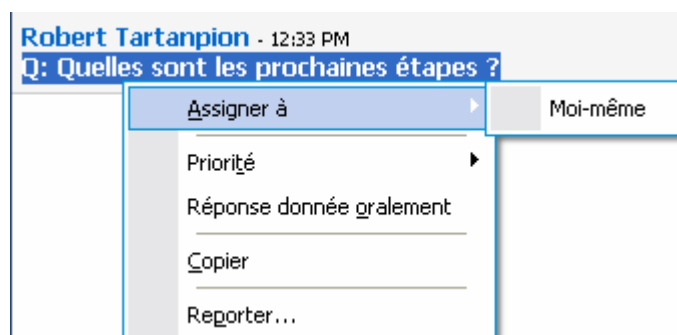 Robert Tartanpion - 12:33 PM
Q: Quelles sont les prochaines étapes ?
Assigner à
Moi-même
Priorité
Réponse donnée oralement
Copier
Reporter...